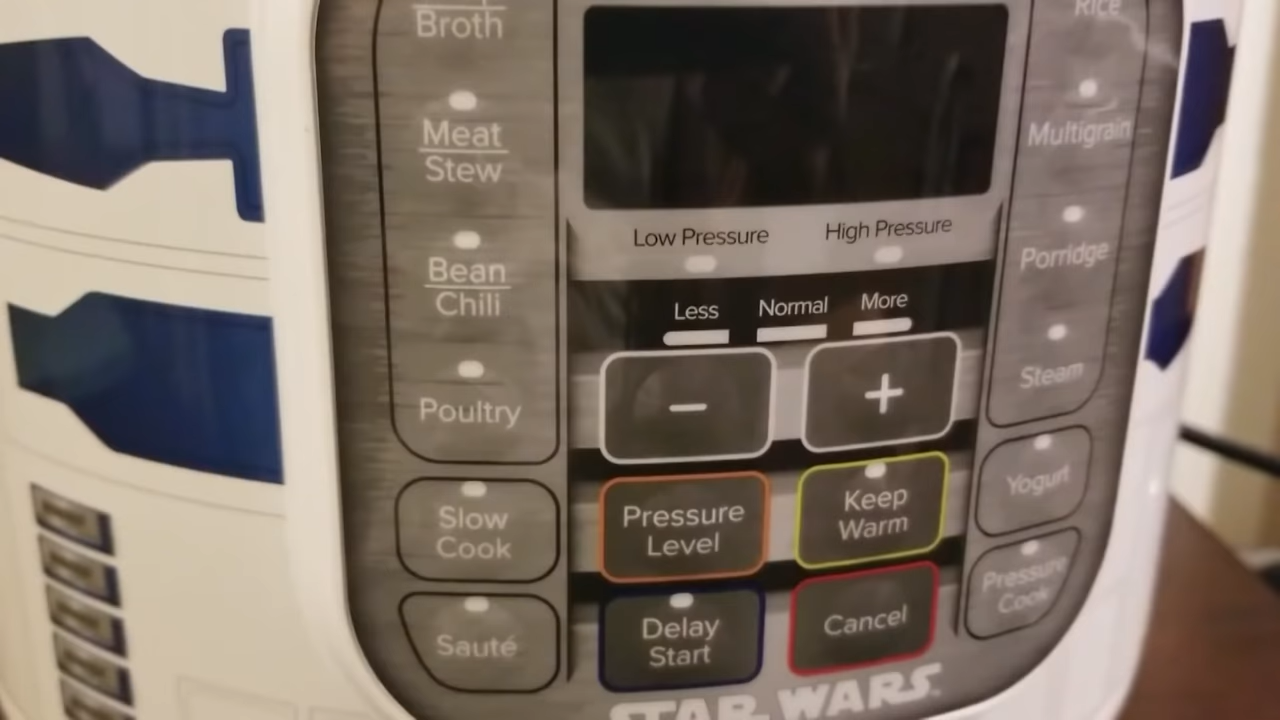 Broth
Meat
Stew
Bean
Chili
Poultry
Slow
Cook
Sauté
Low Pressure
High Pressure
Less
Normal
More
−
+
Pressure
Level
Keep
Warm
Delay
Start
Cancel
STAR WARS
Rice
Multigrain
Porridge
Steam
Yogurt
Pressure
Cook